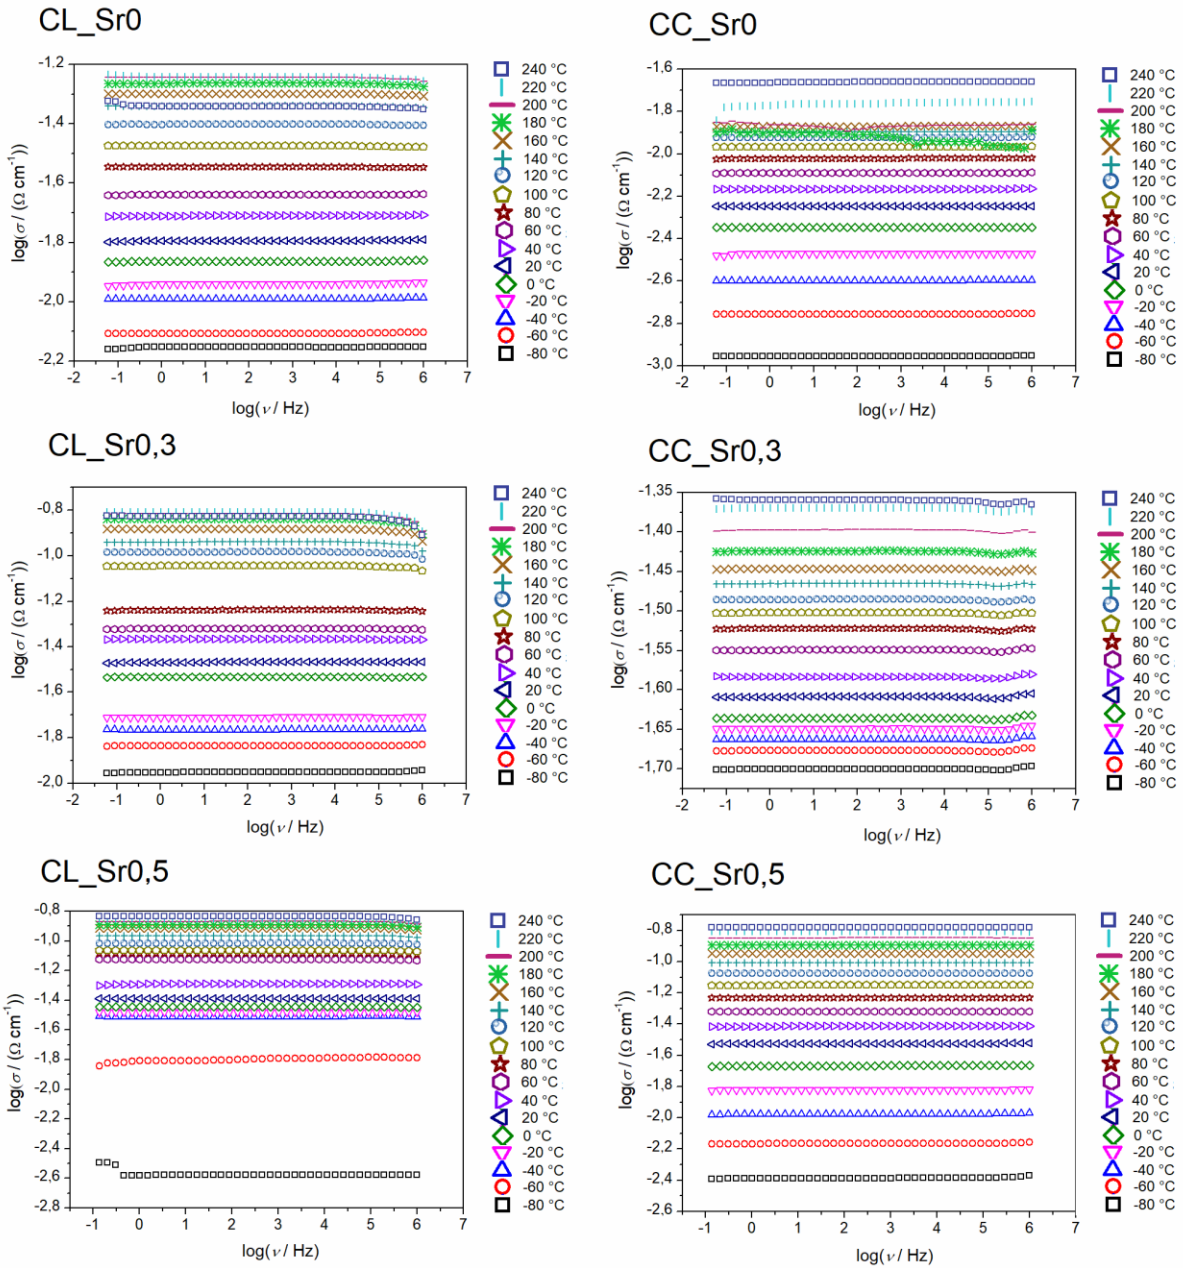 CL_Sr0
-1.2
-1.4
-1.6
-1.8
-2.0
-2.2
-2 -1 0 1 2 3 4 5 6 7
log(σ / (Ω cm⁻¹))
log(ν / Hz)
240 °C
220 °C
200 °C
180 °C
160 °C
140 °C
120 °C
100 °C
80 °C
60 °C
40 °C
20 °C
0 °C
-20 °C
-40 °C
-60 °C
-80 °C
CC_Sr0
-1.6
-1.8
-2.0
-2.2
-2.4
-2.6
-2.8
-3.0
-2 -1 0 1 2 3 4 5 6 7
log(σ / (Ω cm⁻¹))
log(ν / Hz)
240 °C
220 °C
200 °C
180 °C
160 °C
140 °C
120 °C
100 °C
80 °C
60 °C
40 °C
20 °C
0 °C
-20 °C
-40 °C
-60 °C
-80 °C
CL_Sr0,3
-0.8
-1.0
-1.2
-1.4
-1.6
-1.8
-2.0
-2 -1 0 1 2 3 4 5 6 7
log(σ / (Ω cm⁻¹))
log(ν / Hz)
240 °C
220 °C
200 °C
180 °C
160 °C
140 °C
120 °C
100 °C
80 °C
60 °C
40 °C
20 °C
0 °C
-20 °C
-40 °C
-60 °C
-80 °C
CC_Sr0,3
-1.35
-1.40
-1.45
-1.50
-1.55
-1.60
-1.65
-1.70
-2 -1 0 1 2 3 4 5 6 7
log(σ / (Ω cm⁻¹))
log(ν / Hz)
240 °C
220 °C
200 °C
180 °C
160 °C
140 °C
120 °C
100 °C
80 °C
60 °C
40 °C
20 °C
0 °C
-20 °C
-40 °C
-60 °C
-80 °C
CL_Sr0,5
-0.8
-1.0
-1.2
-1.4
-1.6
-1.8
-2.0
-2.2
-2.4
-2.6
-2.8
-1 0 1 2 3 4 5 6 7
log(σ / (Ω cm⁻¹))
log(ν / Hz)
240 °C
220 °C
200 °C
180 °C
160 °C
140 °C
120 °C
100 °C
80 °C
60 °C
40 °C
20 °C
0 °C
-20 °C
-40 °C
-60 °C
-80 °C
CC_Sr0,5
-0.8
-1.0
-1.2
-1.4
-1.6
-1.8
-2.0
-2.2
-2.4
-2.6
-1 0 1 2 3 4 5 6 7
log(σ / (Ω cm⁻¹))
log(ν / Hz)
240 °C
220 °C
200 °C
180 °C
160 °C
140 °C
120 °C
100 °C
80 °C
60 °C
40 °C
20 °C
0 °C
-20 °C
-40 °C
-60 °C
-80 °C